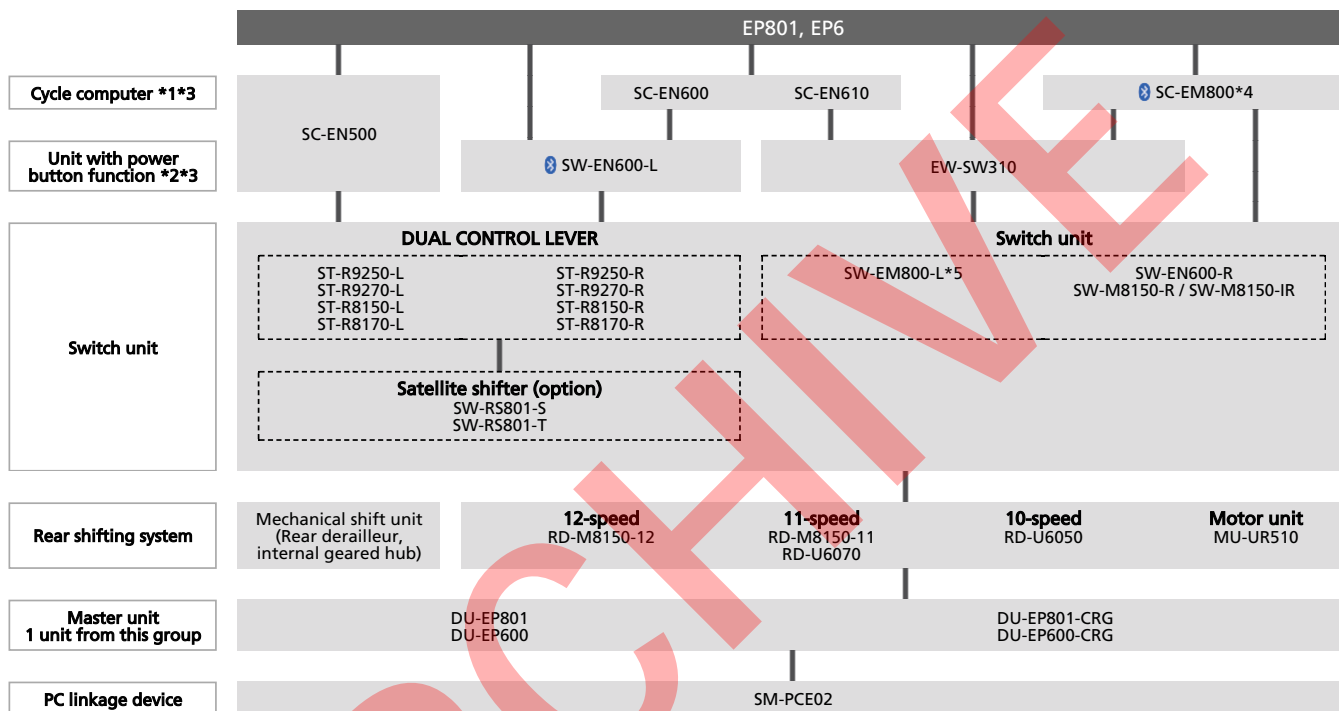 EP801, EP6
Cycle computer *1*3
SC-EN600
SC-EN610
SC-EM800*4
SC-EN500
Unit with power
button function *2*3
SW-EN600-L
EW-SW310
Switch unit
DUAL CONTROL LEVER
ST-R9250-L
ST-R9270-L
ST-R8150-L
ST-R8170-L
ST-R9250-R
ST-R9270-R
ST-R8150-R
ST-R8170-R
Satellite shifter (option)
SW-RS801-S
SW-RS801-T
Switch unit
SW-EM800-L*5
SW-EN600-R
SW-M8150-R / SW-M8150-IR
Rear shifting system
Mechanical shift unit
(Rear derailleur,
internal geared hub)
12-speed
RD-M8150-12
11-speed
RD-M8150-11
RD-U6070
10-speed
RD-U6050
Motor unit
MU-UR510
Master unit
1 unit from this group
DU-EP801
DU-EP600
DU-EP801-CRG
DU-EP600-CRG
PC linkage device
SM-PCE02
CHIVE